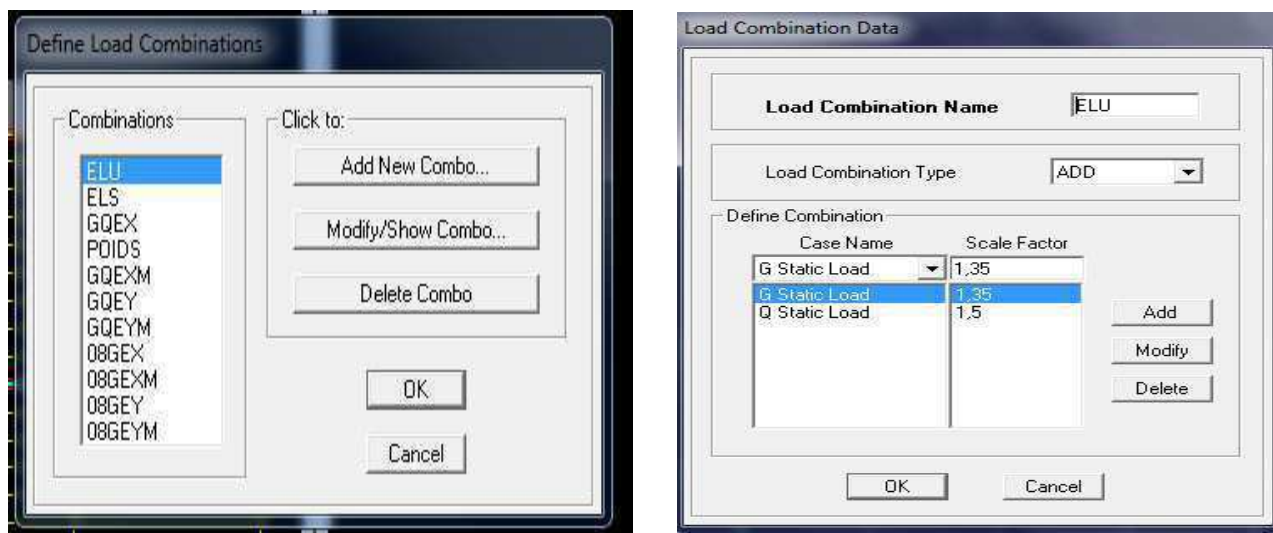 Define Load Combinations
Combinations
ELU
ELS
GQEX
POIDS
GQEXM
GQEY
GQEYM
08GEX
08GEXM
08GEY
08GEYM
Click to:
Add New Combo...
Modify/Show Combo...
Delete Combo
OK
Cancel
Load Combination Data
Load Combination Name ELU
Load Combination Type ADD
Define Combination
Case Name Scale Factor
G Static Load 1,35
G Static Load 1,35
Q Static Load 1,5
Add
Modify
Delete
OK Cancel